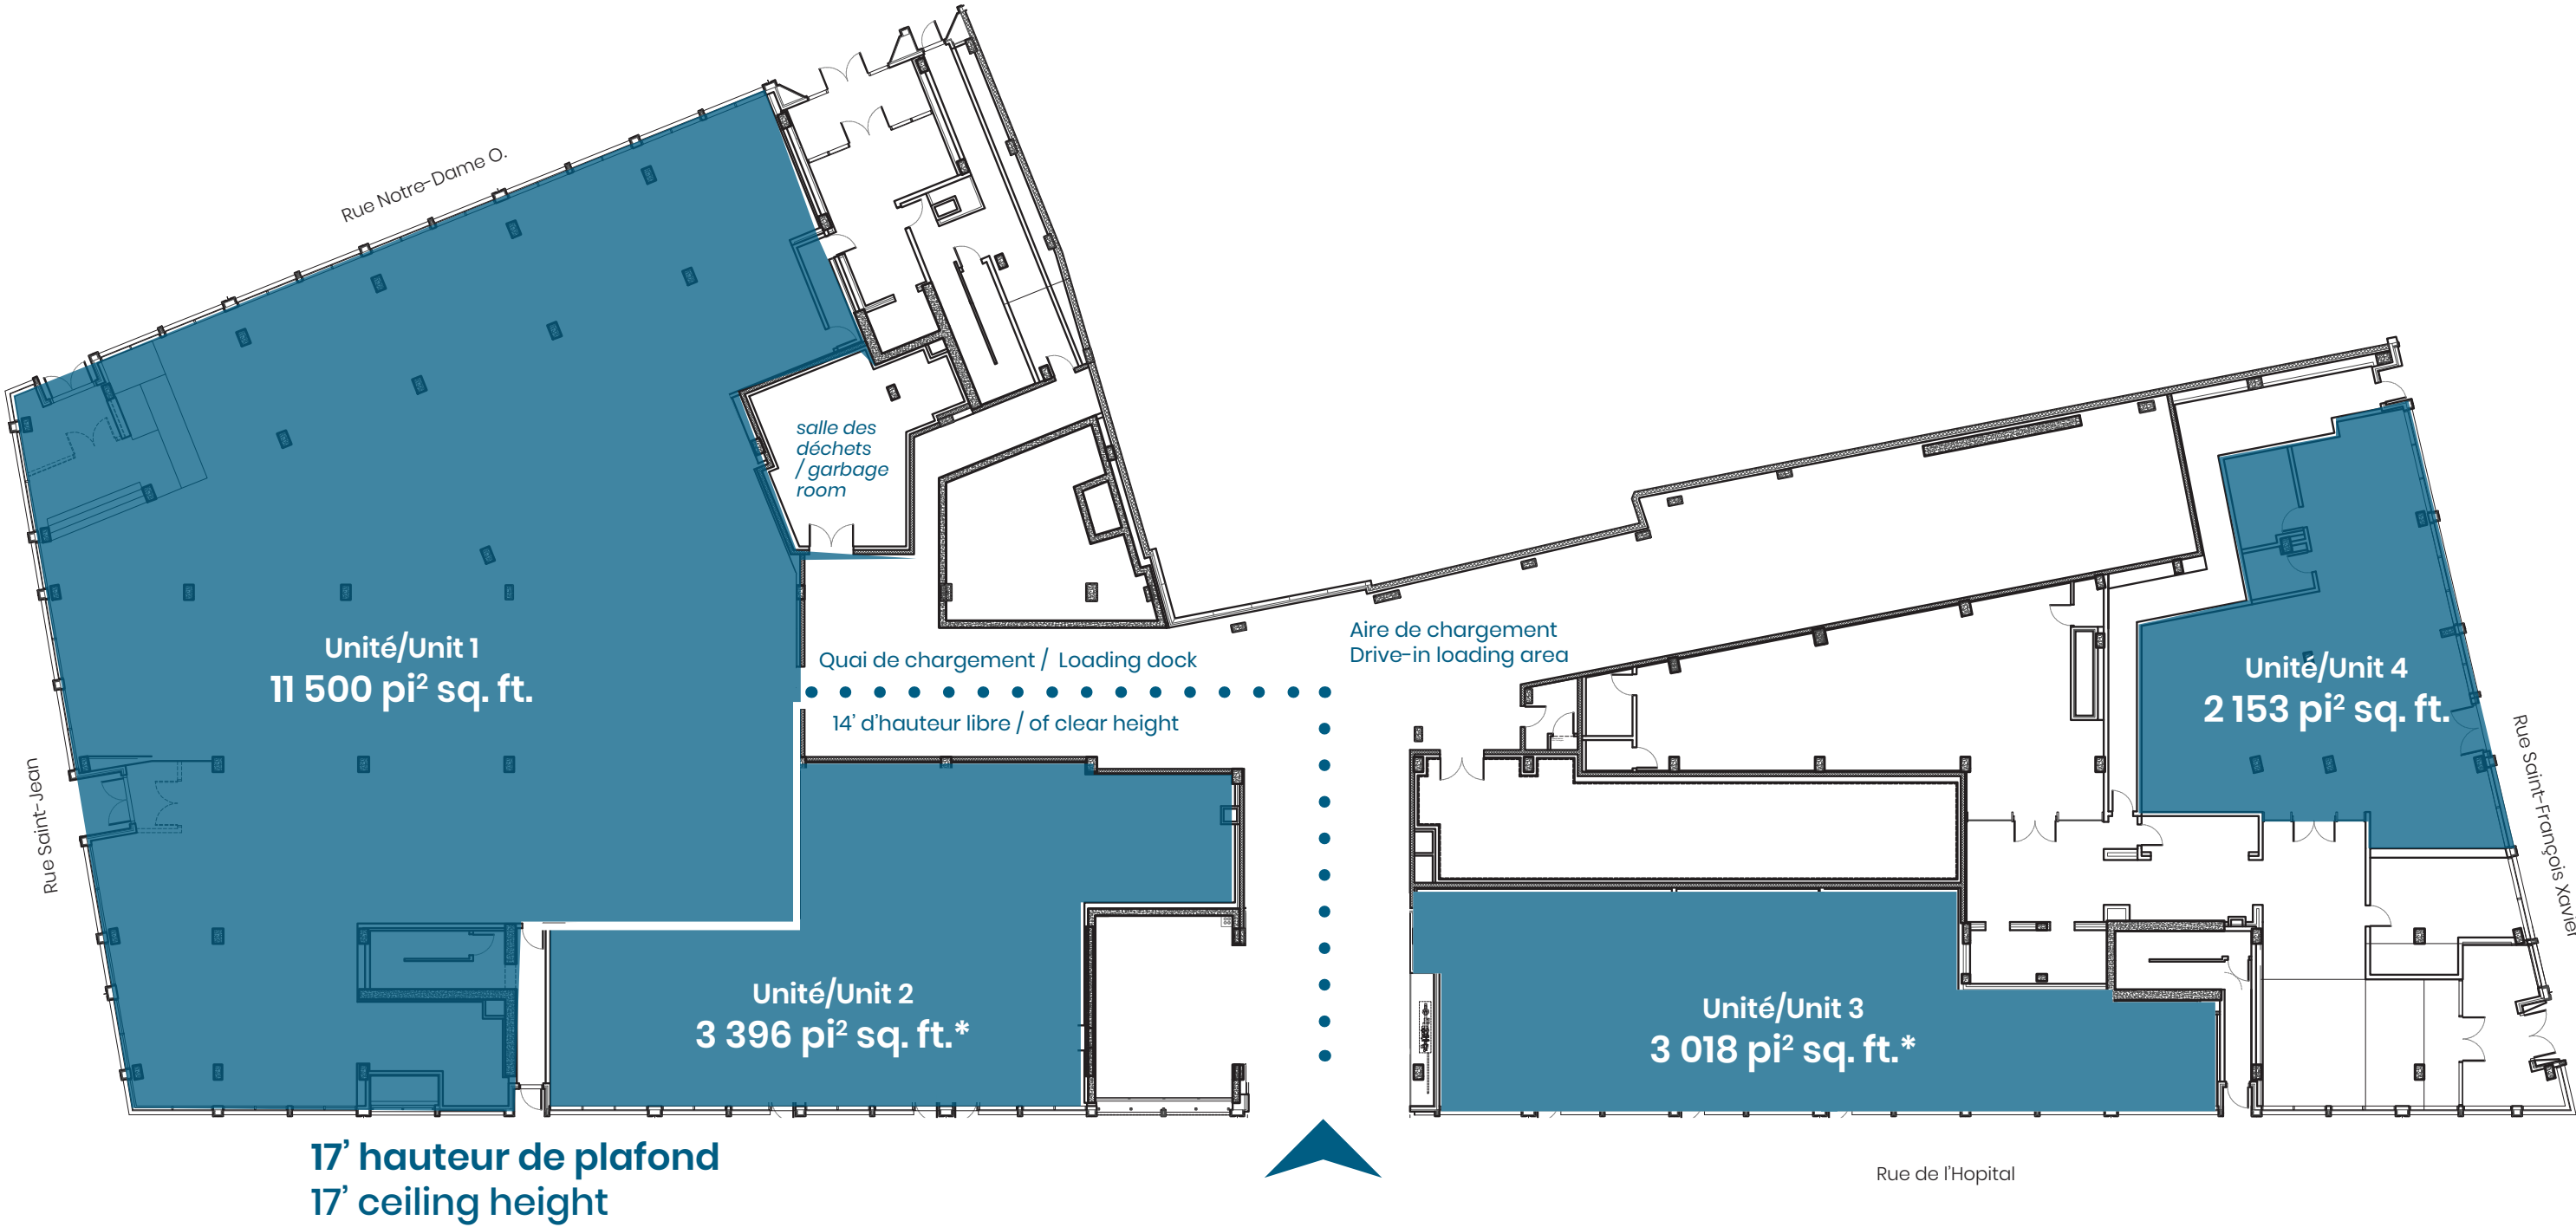 Rue Notre-Dame O.
salle des
déchets
/ garbage
room
Unité/Unit 1
11 500 pi² sq. ft.
Quai de chargement / Loading dock
14’ d’hauteur libre / of clear height
Aire de chargement
Drive-in loading area
Unité/Unit 4
2 153 pi² sq. ft.
Rue Saint-Jean
Rue Saint-François Xavier
Unité/Unit 2
3 396 pi² sq. ft.*
Unité/Unit 3
3 018 pi² sq. ft.*
17’ hauteur de plafond
17’ ceiling height
Rue de l’Hopital